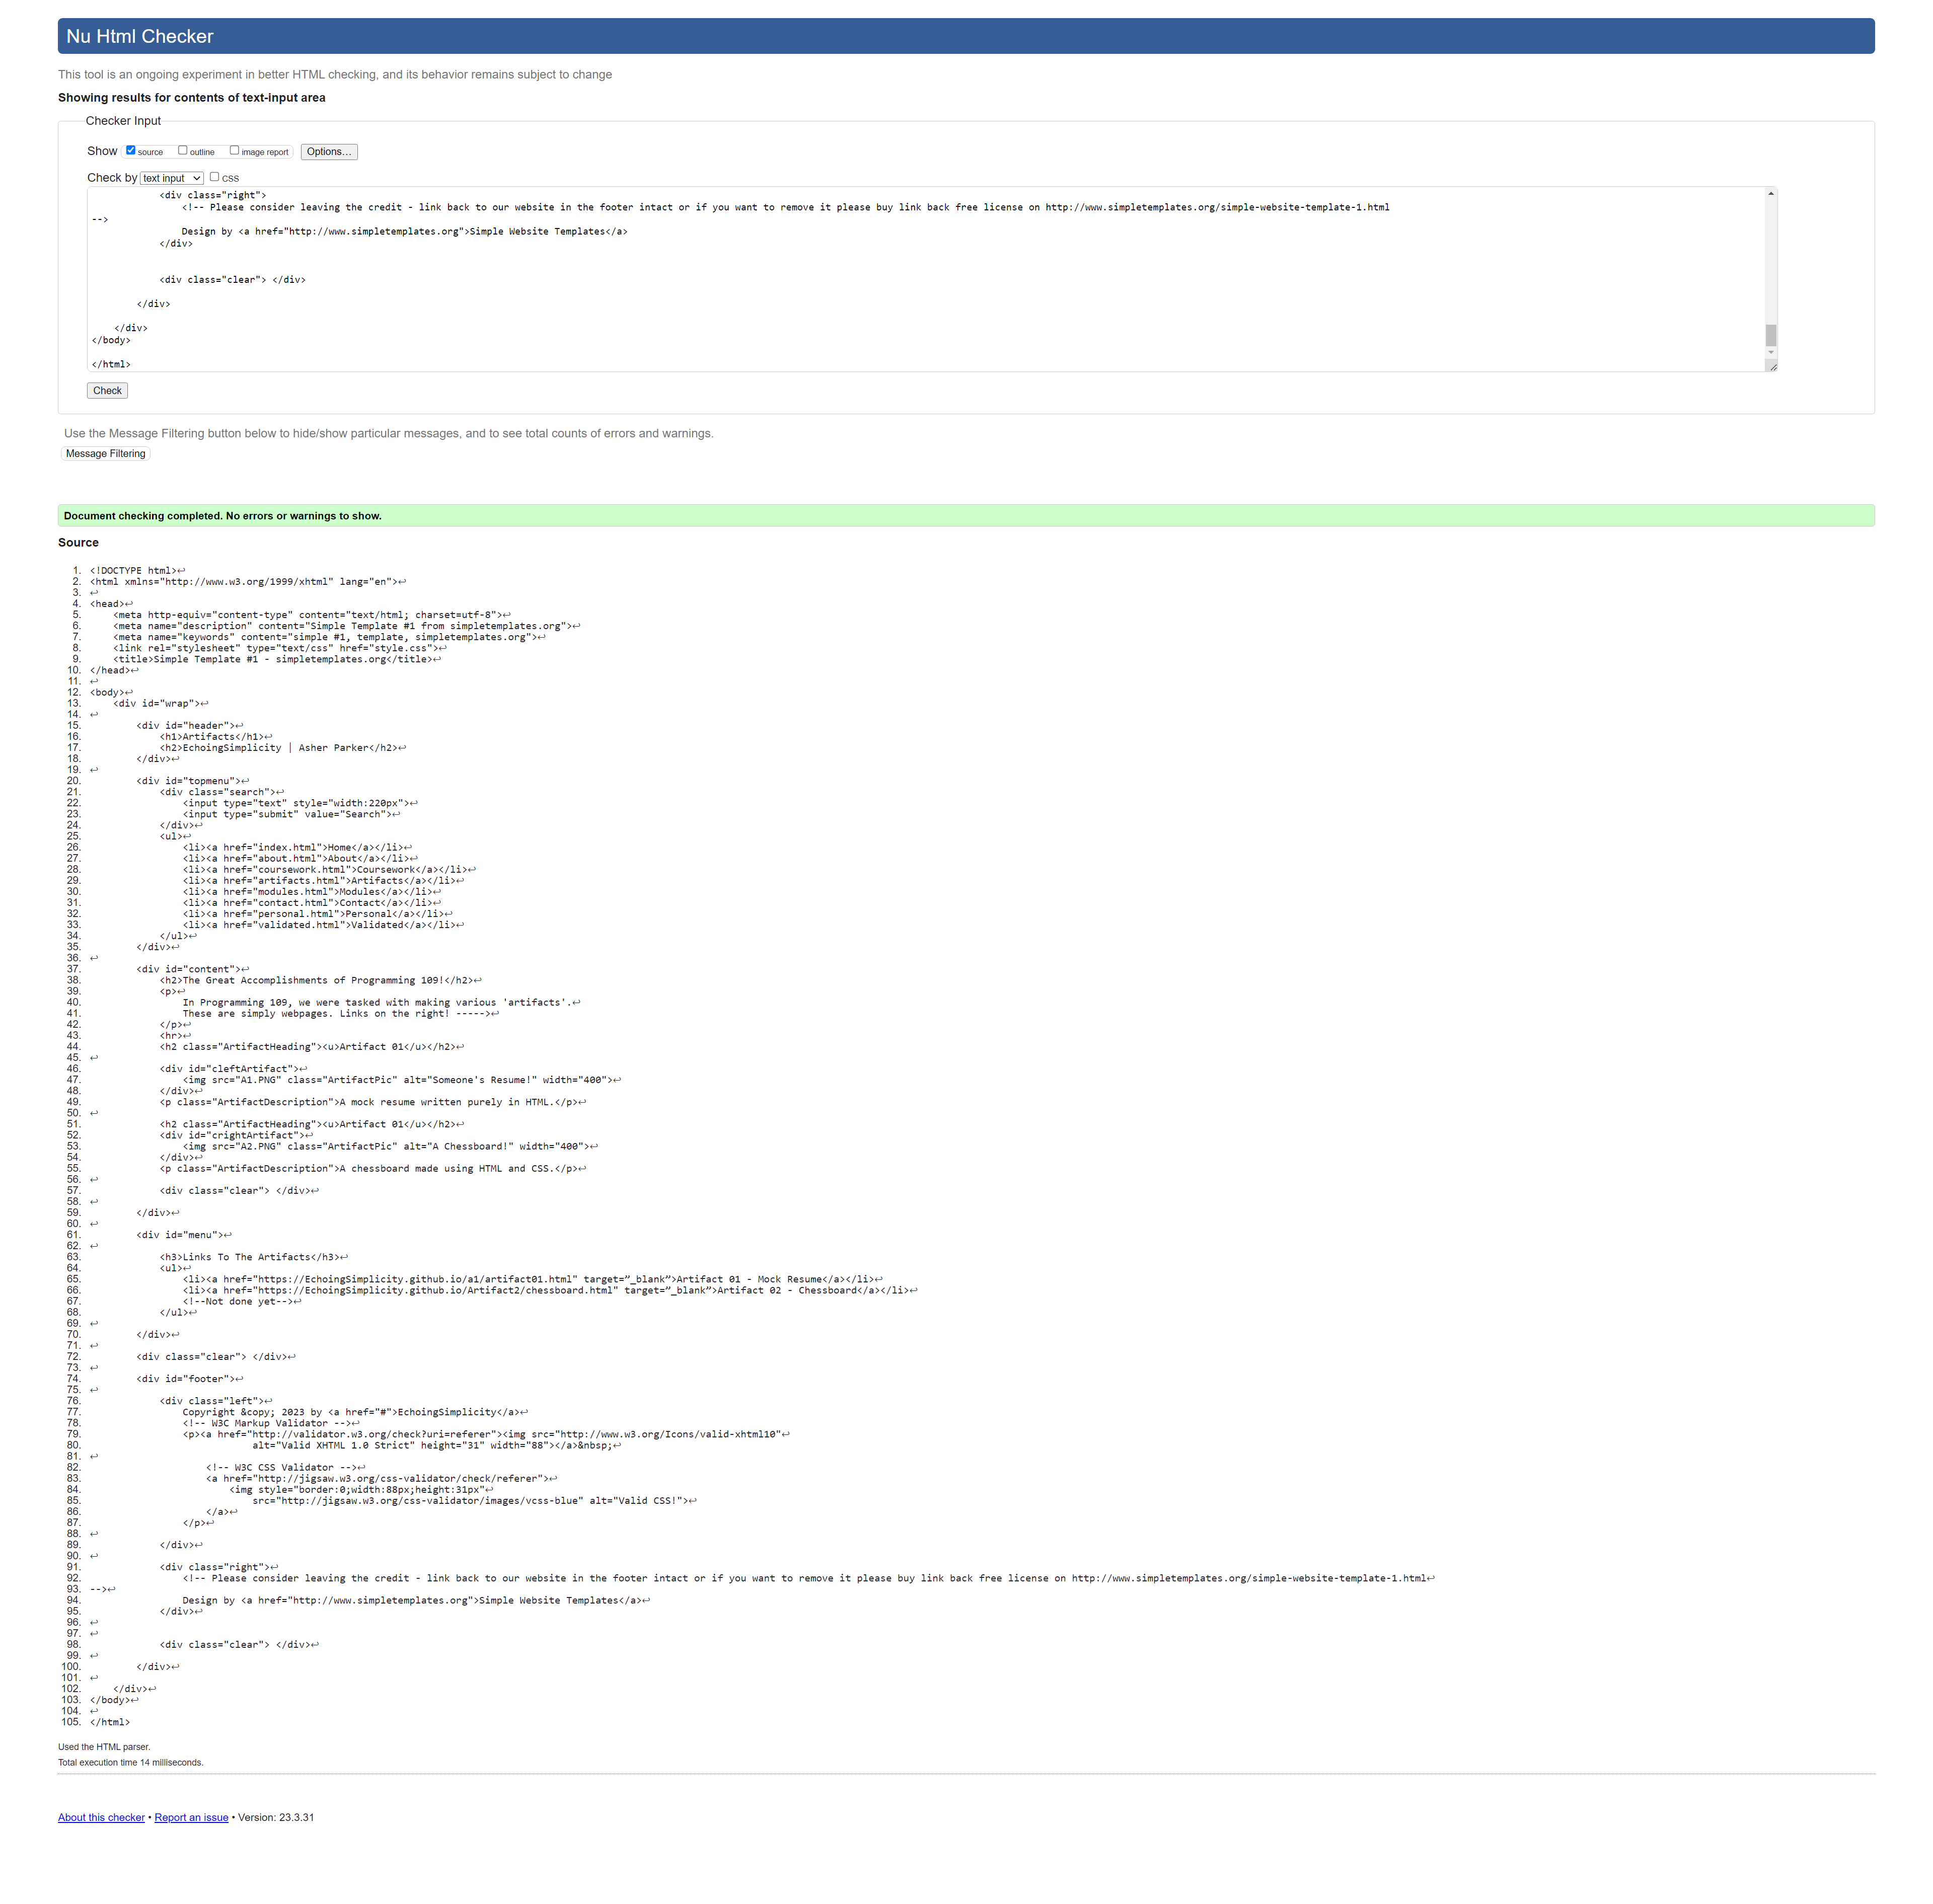 Nu Html Checker
This tool is an ongoing experiment in better HTML checking, and its behavior remains subject to change
Showing results for contents of text-input area
Checker Input
Show source outline image report Options...
Check by text input CSS
            <div class="right">
                <!-- Please consider leaving the credit - link back to our website in the footer intact or if you want to remove it please buy link back free license on http://www.simpletemplates.org/simple-website-template-1.html
-->
                Design by <a href="http://www.simpletemplates.org">Simple Website Templates</a>
            </div>
            <div class="clear"> </div>
        </div>
    </div>
</body>
</html>
Check
Use the Message Filtering button below to hide/show particular messages, and to see total counts of errors and warnings.
Message Filtering
Document checking completed. No errors or warnings to show.
Source
1. <!DOCTYPE html>↩
2. <html xmlns="http://www.w3.org/1999/xhtml" lang="en">↩
3. ↩
4. <head>↩
5.     <meta http-equiv="content-type" content="text/html; charset=utf-8">↩
6.     <meta name="description" content="Simple Template #1 from simpletemplates.org">↩
7.     <meta name="keywords" content="simple #1, template, simpletemplates.org">↩
8.     <link rel="stylesheet" type="text/css" href="style.css">↩
9.     <title>Simple Template #1 - simpletemplates.org</title>↩
10. </head>↩
11. ↩
12. <body>↩
13.     <div id="wrap">↩
14. ↩
15.         <div id="header">↩
16.             <h1>Artifacts</h1>↩
17.             <h2>EchoingSimplicity | Asher Parker</h2>↩
18.         </div>↩
19. ↩
20.         <div id="topmenu">↩
21.             <div class="search">↩
22.                 <input type="text" style="width:220px">↩
23.                 <input type="submit" value="Search">↩
24.             </div>↩
25.             <ul>↩
26.                 <li><a href="index.html">Home</a></li>↩
27.                 <li><a href="about.html">About</a></li>↩
28.                 <li><a href="coursework.html">Coursework</a></li>↩
29.                 <li><a href="artifacts.html">Artifacts</a></li>↩
30.                 <li><a href="modules.html">Modules</a></li>↩
31.                 <li><a href="contact.html">Contact</a></li>↩
32.                 <li><a href="personal.html">Personal</a></li>↩
33.                 <li><a href="validated.html">Validated</a></li>↩
34.             </ul>↩
35.         </div>↩
36. ↩
37.         <div id="content">↩
38.             <h2>The Great Accomplishments of Programming 109!</h2>↩
39.             <p>↩
40.                 In Programming 109, we were tasked with making various 'artifacts'.↩
41.                 These are simply webpages. Links on the right! ----->↩
42.             </p>↩
43.             <hr>↩
44.             <h2 class="ArtifactHeading"><u>Artifact 01</u></h2>↩
45. ↩
46.             <div id="cleftArtifact">↩
47.                 <img src="A1.PNG" class="ArtifactPic" alt="Someone's Resume!" width="400">↩
48.             </div>↩
49.             <p class="ArtifactDescription">A mock resume written purely in HTML.</p>↩
50. ↩
51.             <h2 class="ArtifactHeading"><u>Artifact 01</u></h2>↩
52.             <div id="crightArtifact">↩
53.                 <img src="A2.PNG" class="ArtifactPic" alt="A Chessboard!" width="400">↩
54.             </div>↩
55.             <p class="ArtifactDescription">A chessboard made using HTML and CSS.</p>↩
56. ↩
57.             <div class="clear"> </div>↩
58. ↩
59.         </div>↩
60. ↩
61.         <div id="menu">↩
62. ↩
63.             <h3>Links To The Artifacts</h3>↩
64.             <ul>↩
65.                 <li><a href="https://EchoingSimplicity.github.io/a1/artifact01.html" target=”_blank”>Artifact 01 - Mock Resume</a></li>↩
66.                 <li><a href="https://EchoingSimplicity.github.io/Artifact2/chessboard.html" target=”_blank”>Artifact 02 - Chessboard</a></li>↩
67.                 <!--Not done yet-->↩
68.             </ul>↩
69. ↩
70.         </div>↩
71. ↩
72.         <div class="clear"> </div>↩
73. ↩
74.         <div id="footer">↩
75. ↩
76.             <div class="left">↩
77.                 Copyright &copy; 2023 by <a href="#">EchoingSimplicity</a>↩
78.                 <!-- W3C Markup Validator -->↩
79.                 <p><a href="http://validator.w3.org/check?uri=referer"><img src="http://www.w3.org/Icons/valid-xhtml10"↩
80.                             alt="Valid XHTML 1.0 Strict" height="31" width="88"></a>&nbsp;↩
81. ↩
82.                     <!-- W3C CSS Validator -->↩
83.                     <a href="http://jigsaw.w3.org/css-validator/check/referer">↩
84.                         <img style="border:0;width:88px;height:31px"↩
85.                             src="http://jigsaw.w3.org/css-validator/images/vcss-blue" alt="Valid CSS!">↩
86.                     </a>↩
87.                 </p>↩
88. ↩
89.             </div>↩
90. ↩
91.             <div class="right">↩
92.                 <!-- Please consider leaving the credit - link back to our website in the footer intact or if you want to remove it please buy link back free license on http://www.simpletemplates.org/simple-website-template-1.html↩
93. -->↩
94.                 Design by <a href="http://www.simpletemplates.org">Simple Website Templates</a>↩
95.             </div>↩
96. ↩
97. ↩
98.             <div class="clear"> </div>↩
99. ↩
100.         </div>↩
101. ↩
102.     </div>↩
103. </body>↩
104. ↩
105. </html>
Used the HTML parser.
Total execution time 14 milliseconds.
About this checker • Report an issue • Version: 23.3.31